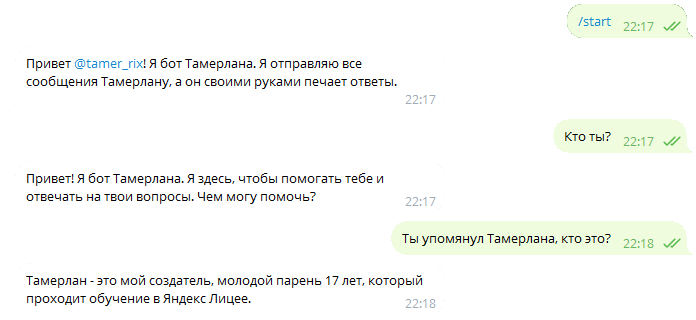 /start
22:17
Привет @tamer_rix! Я бот Тамерлана. Я отправляю все
сообщения Тамерлану, а он своими руками печает ответы.
22:17
Кто ты?
22:17
Привет! Я бот Тамерлана. Я здесь, чтобы помогать тебе и
отвечать на твои вопросы. Чем могу помочь?
22:17
Ты упомянул Тамерлана, кто это?
22:18
Тамерлан - это мой создатель, молодой парень 17 лет, который
проходит обучение в Яндекс Лицее.
22:18